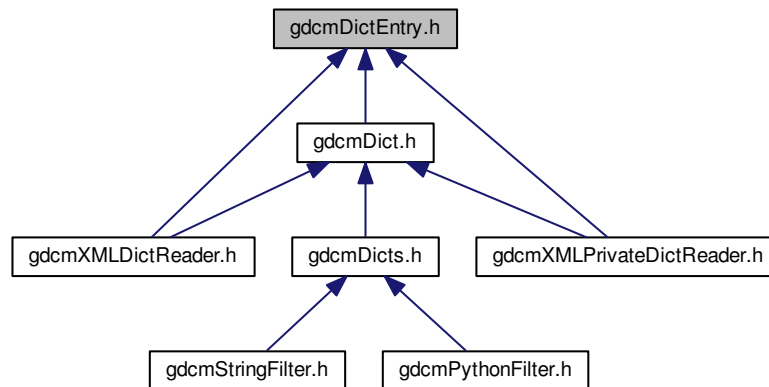 gdcmDictEntry.h
gdcmDict.h
gdcmXMLDictReader.h
gdcmDicts.h
gdcmXMLPrivateDictReader.h
gdcmStringFilter.h
gdcmPythonFilter.h